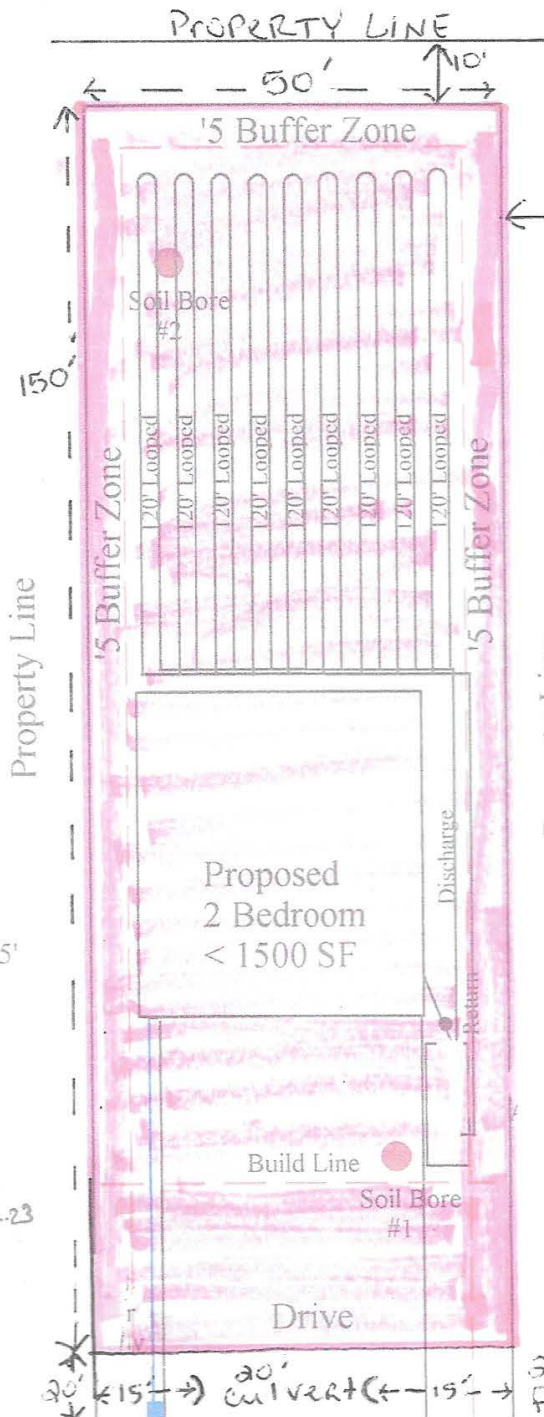 PROPERTY LINE
10'
50'
'5 Buffer Zone
Soil Bore
#2
150'
120' Looped
120' Looped
120' Looped
120' Looped
120' Looped
120' Looped
120' Looped
120' Looped
120' Looped
'5 Buffer Zone
'5 Buffer Zone
Property Line
Discharge
Proposed
2 Bedroom
< 1500 SF
5'
Return
Build Line
Soil Bore
#1
23
Drive
20'
15'
20'
culvert
15'